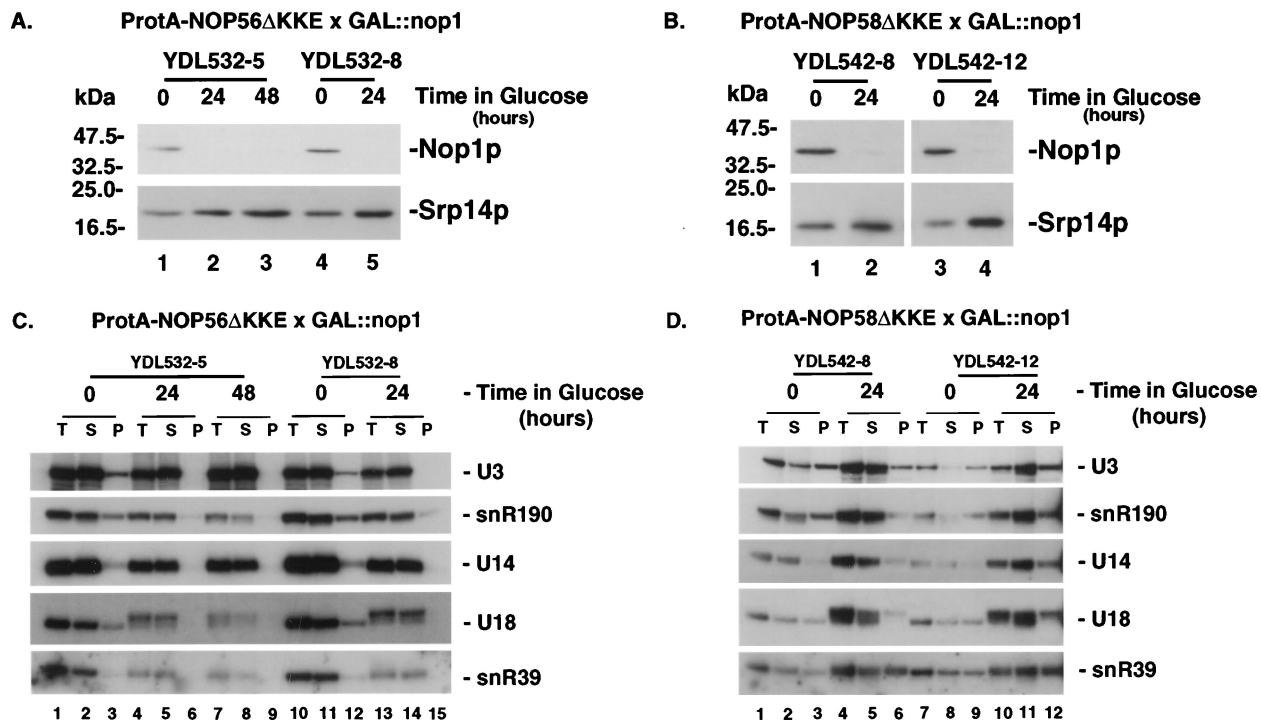 A. ProtA-NOP56ΔKKE x GAL::nop1
YDL532-5 YDL532-8
kDa 0 24 48 0 24 Time in Glucose
(hours)
47.5-
-Nop1p
32.5-
25.0-
-Srp14p
16.5-
1 2 3 4 5
B. ProtA-NOP58ΔKKE x GAL::nop1
YDL542-8 YDL542-12
kDa 0 24 0 24 Time in Glucose
(hours)
47.5-
-Nop1p
32.5-
25.0-
-Srp14p
16.5-
1 2 3 4
C. ProtA-NOP56ΔKKE x GAL::nop1
YDL532-5 YDL532-8
0 24 48 0 24 - Time in Glucose
(hours)
T S P T S P T S P T S P T S P
- U3
- snR190
- U14
- U18
- snR39
1 2 3 4 5 6 7 8 9 10 11 12 13 14 15
D. ProtA-NOP58ΔKKE x GAL::nop1
YDL542-8 YDL542-12
0 24 0 24 - Time in Glucose
(hours)
T S P T S P T S P T S P
- U3
- snR190
- U14
- U18
- snR39
1 2 3 4 5 6 7 8 9 10 11 12